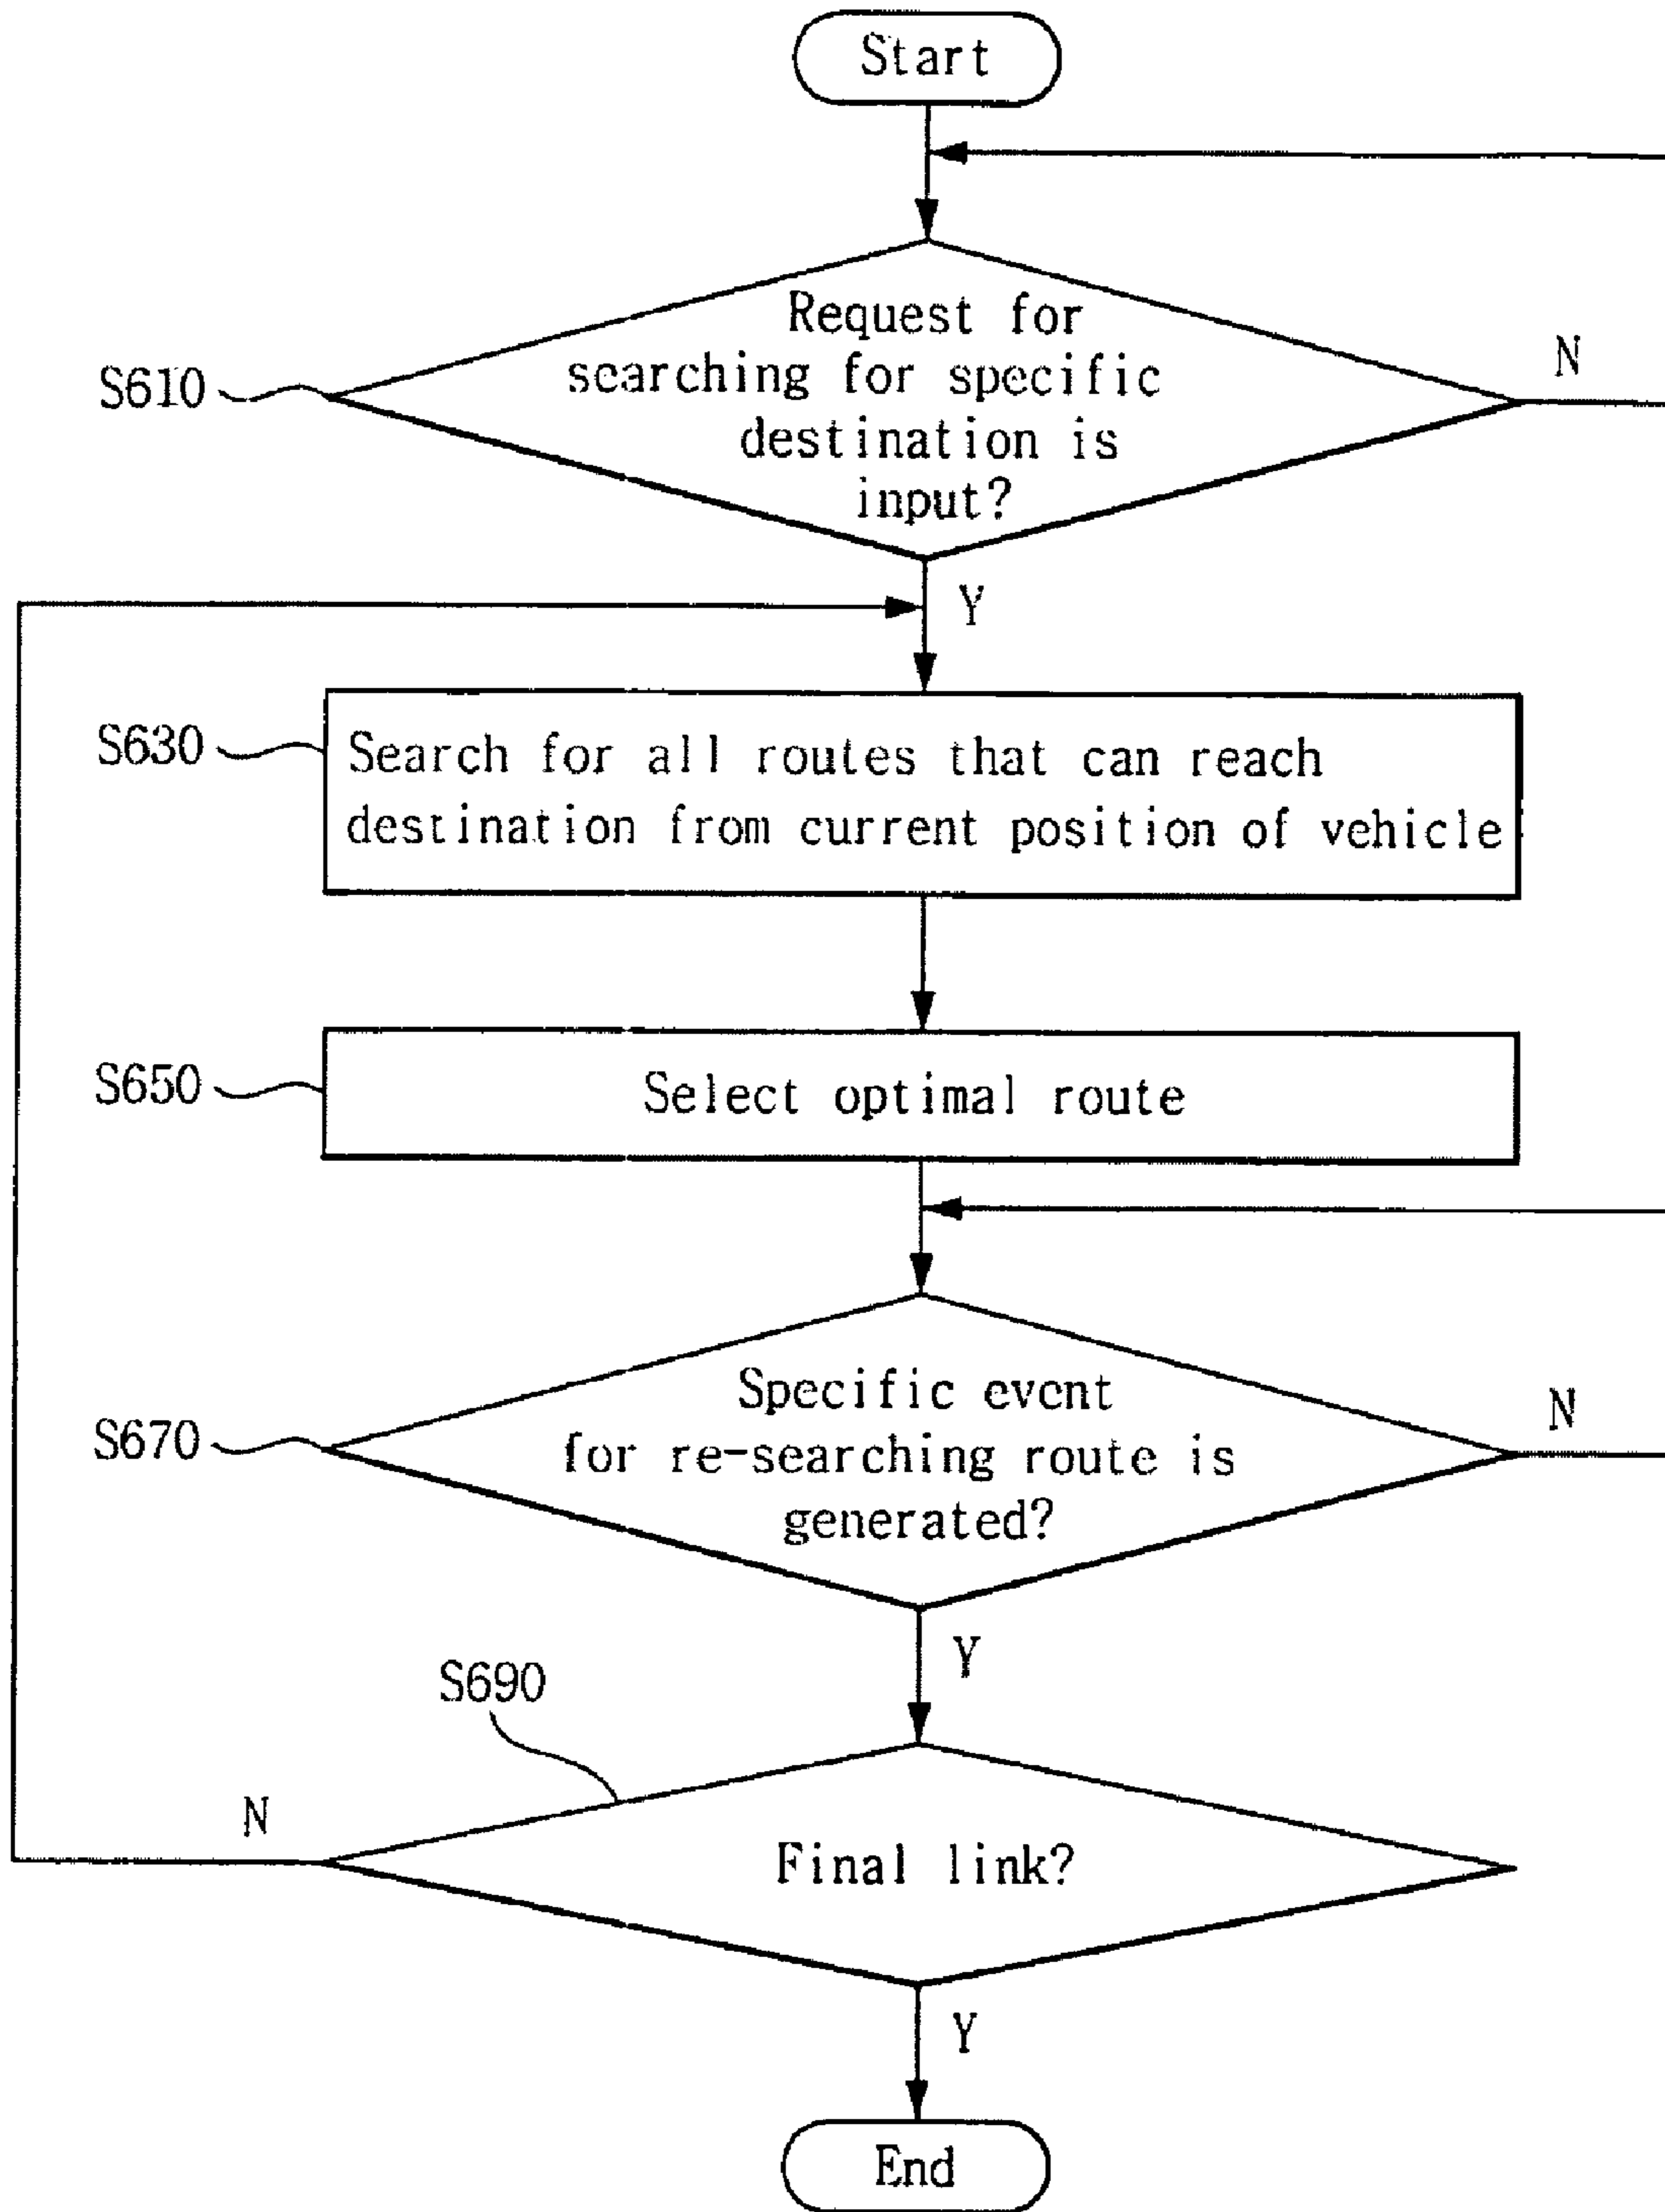 Start
Request for
searching for specific
destination is
input?
S610
N
Y
S630
Search for all routes that can reach
destination from current position of vehicle
S650
Select optimal route
Specific event
for re-searching route is
generated?
S670
N
Y
S690
N
Final link?
Y
End